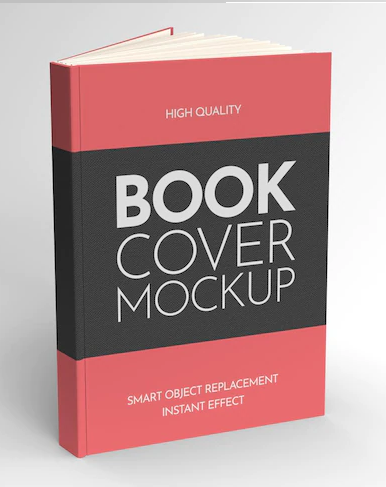 HIGH QUALITY
BOOK
COVER
MOCKUP
SMART OBJECT REPLACEMENT
INSTANT EFFECT